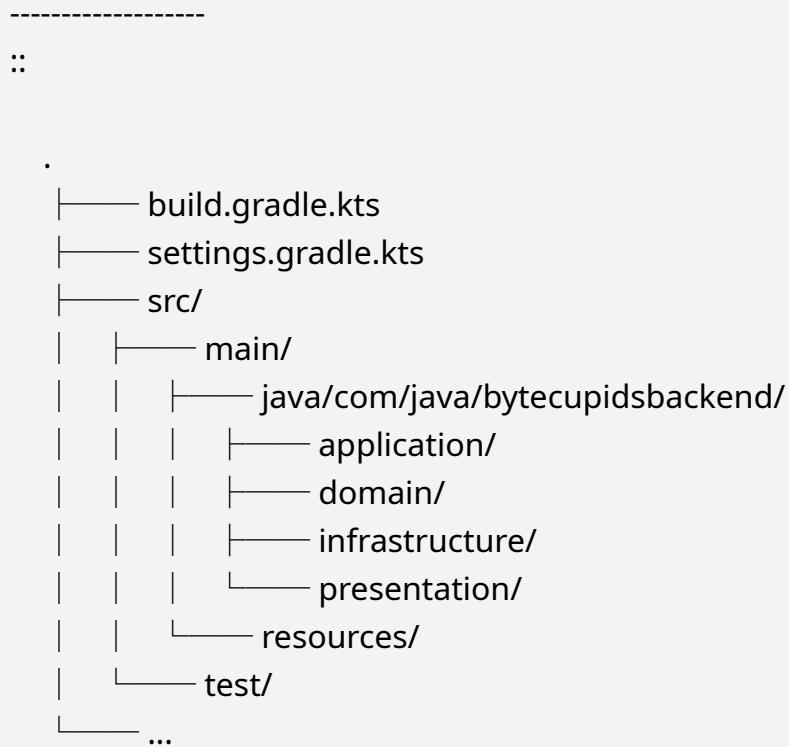 -------------------
::
.
├── build.gradle.kts
├── settings.gradle.kts
├── src/
│   ├── main/
│   │   ├── java/com/java/bytecupidsbackend/
│   │   │   ├── application/
│   │   │   ├── domain/
│   │   │   ├── infrastructure/
│   │   │   └── presentation/
│   │   └── resources/
│   └── test/
└── ...